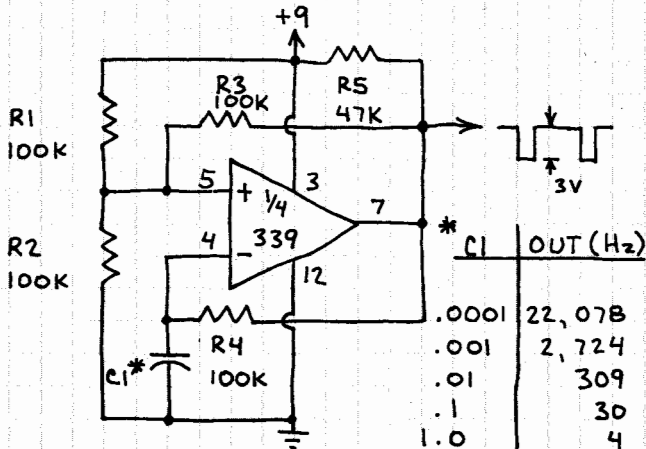 +9
R5
47K
R3
100K
R1
100K
5
+
1/4
3
7
3V
4
-
339
*
R2
100K
12
C1 OUT (Hz)
R4
100K
C1*
.0001 22,078
.001 2,724
.01 309
.1 30
1.0 4